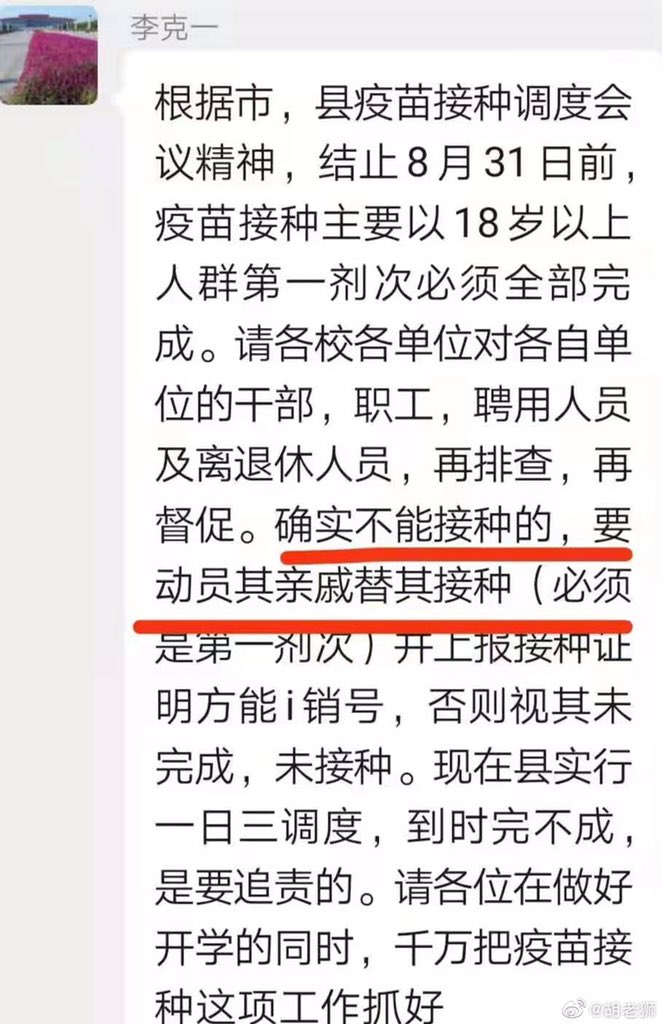 李克一
根据市，县疫苗接种调度会
议精神，结止8月31日前，
疫苗接种主要以18岁以上
人群第一剂次必须全部完
成。请各校各单位对各自单
位的干部，职工，聘用人员
及离退休人员，再排查，再
督促。确实不能接种的，要
动员其亲戚替其接种（必须
是第一剂次）并上报接种证
明方能i销号，否则视其未
完成，未接种。现在县实行
一日三调度，到时完不成，
是要追责的。请各位在做好
开学的同时，千万把疫苗接
种这项工作抓好
@胡老狮